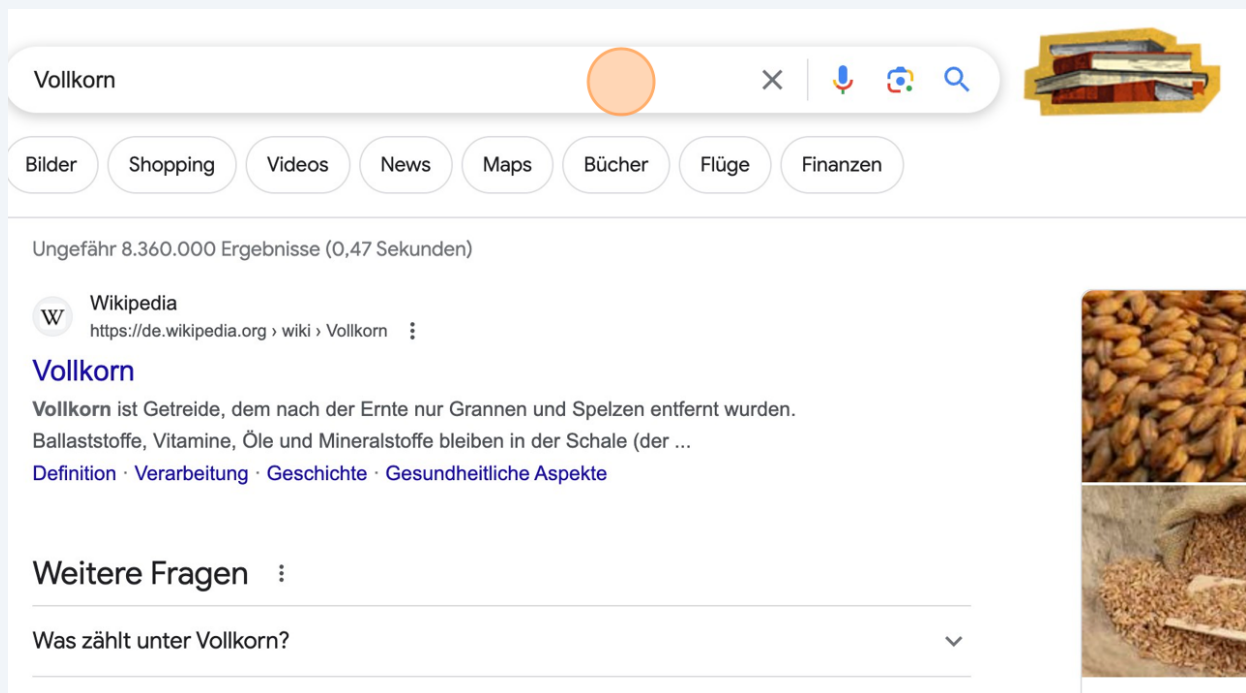 Vollkorn
Bilder
Shopping
Videos
News
Maps
Bücher
Flüge
Finanzen
Ungefähr 8.360.000 Ergebnisse (0,47 Sekunden)
W
Wikipedia
https://de.wikipedia.org › wiki › Vollkorn
Vollkorn
Vollkorn ist Getreide, dem nach der Ernte nur Grannen und Spelzen entfernt wurden.
Ballaststoffe, Vitamine, Öle und Mineralstoffe bleiben in der Schale (der ...
Definition · Verarbeitung · Geschichte · Gesundheitliche Aspekte
Weitere Fragen
Was zählt unter Vollkorn?